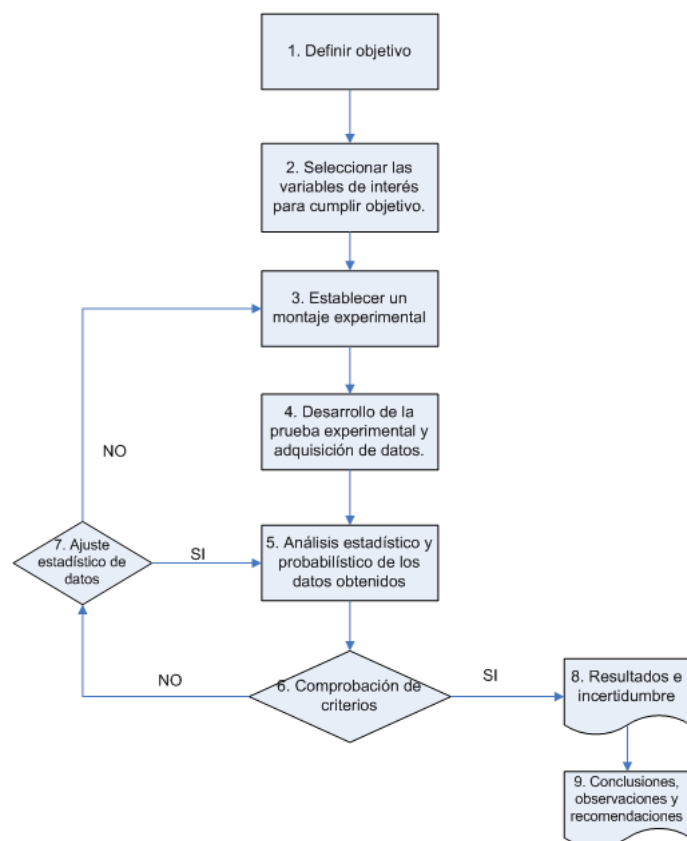 1. Definir objetivo
2. Seleccionar las
variables de interés
para cumplir objetivo.
3. Establecer un
montaje experimental
4. Desarrollo de la
prueba experimental y
adquisición de datos.
NO
7. Ajuste
estadístico de
datos
SI
5. Análisis estadístico y
probabilístico de los
datos obtenidos
NO
6. Comprobación de
criterios
SI
8. Resultados e
incertidumbre
9. Conclusiones,
observaciones y
recomendaciones